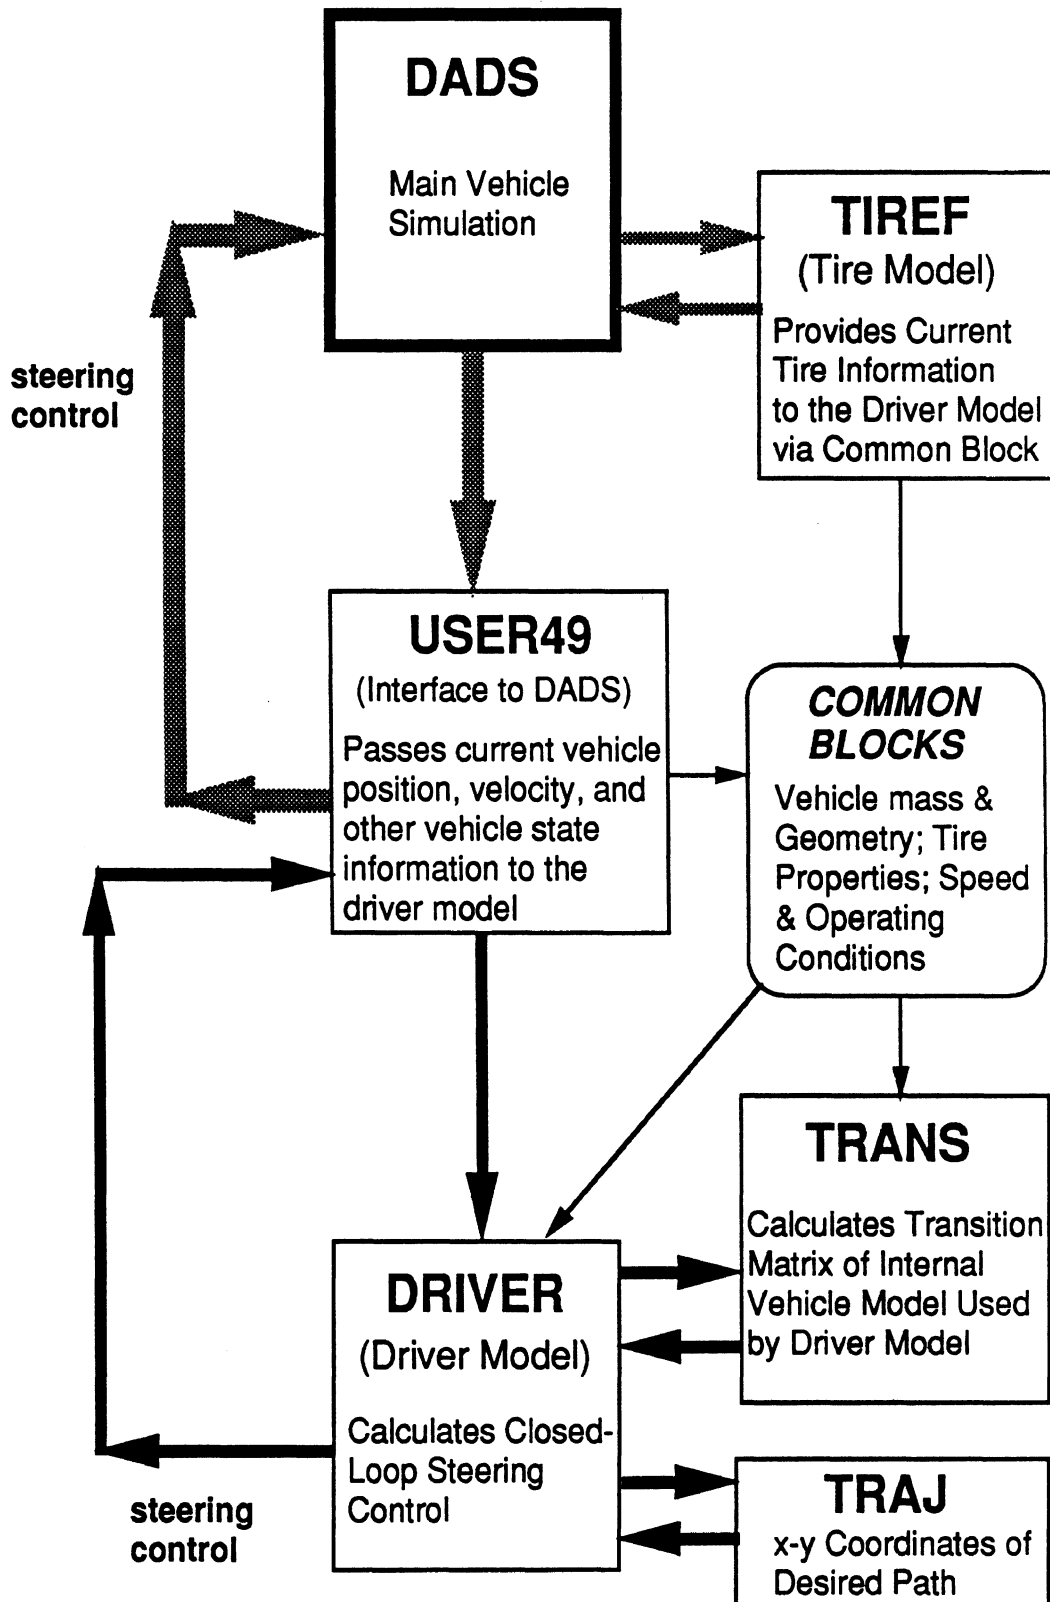 DADS
Main Vehicle
Simulation
TIREF
(Tire Model)
Provides Current
Tire Information
to the Driver Model
via Common Block
steering
control
USER49
(Interface to DADS)
Passes current vehicle
position, velocity, and
other vehicle state
information to the
driver model
COMMON
BLOCKS
Vehicle mass &
Geometry; Tire
Properties; Speed
& Operating
Conditions
TRANS
Calculates Transition
Matrix of Internal
Vehicle Model Used
by Driver Model
DRIVER
(Driver Model)
Calculates Closed-
Loop Steering
Control
steering
control
TRAJ
x-y Coordinates of
Desired Path